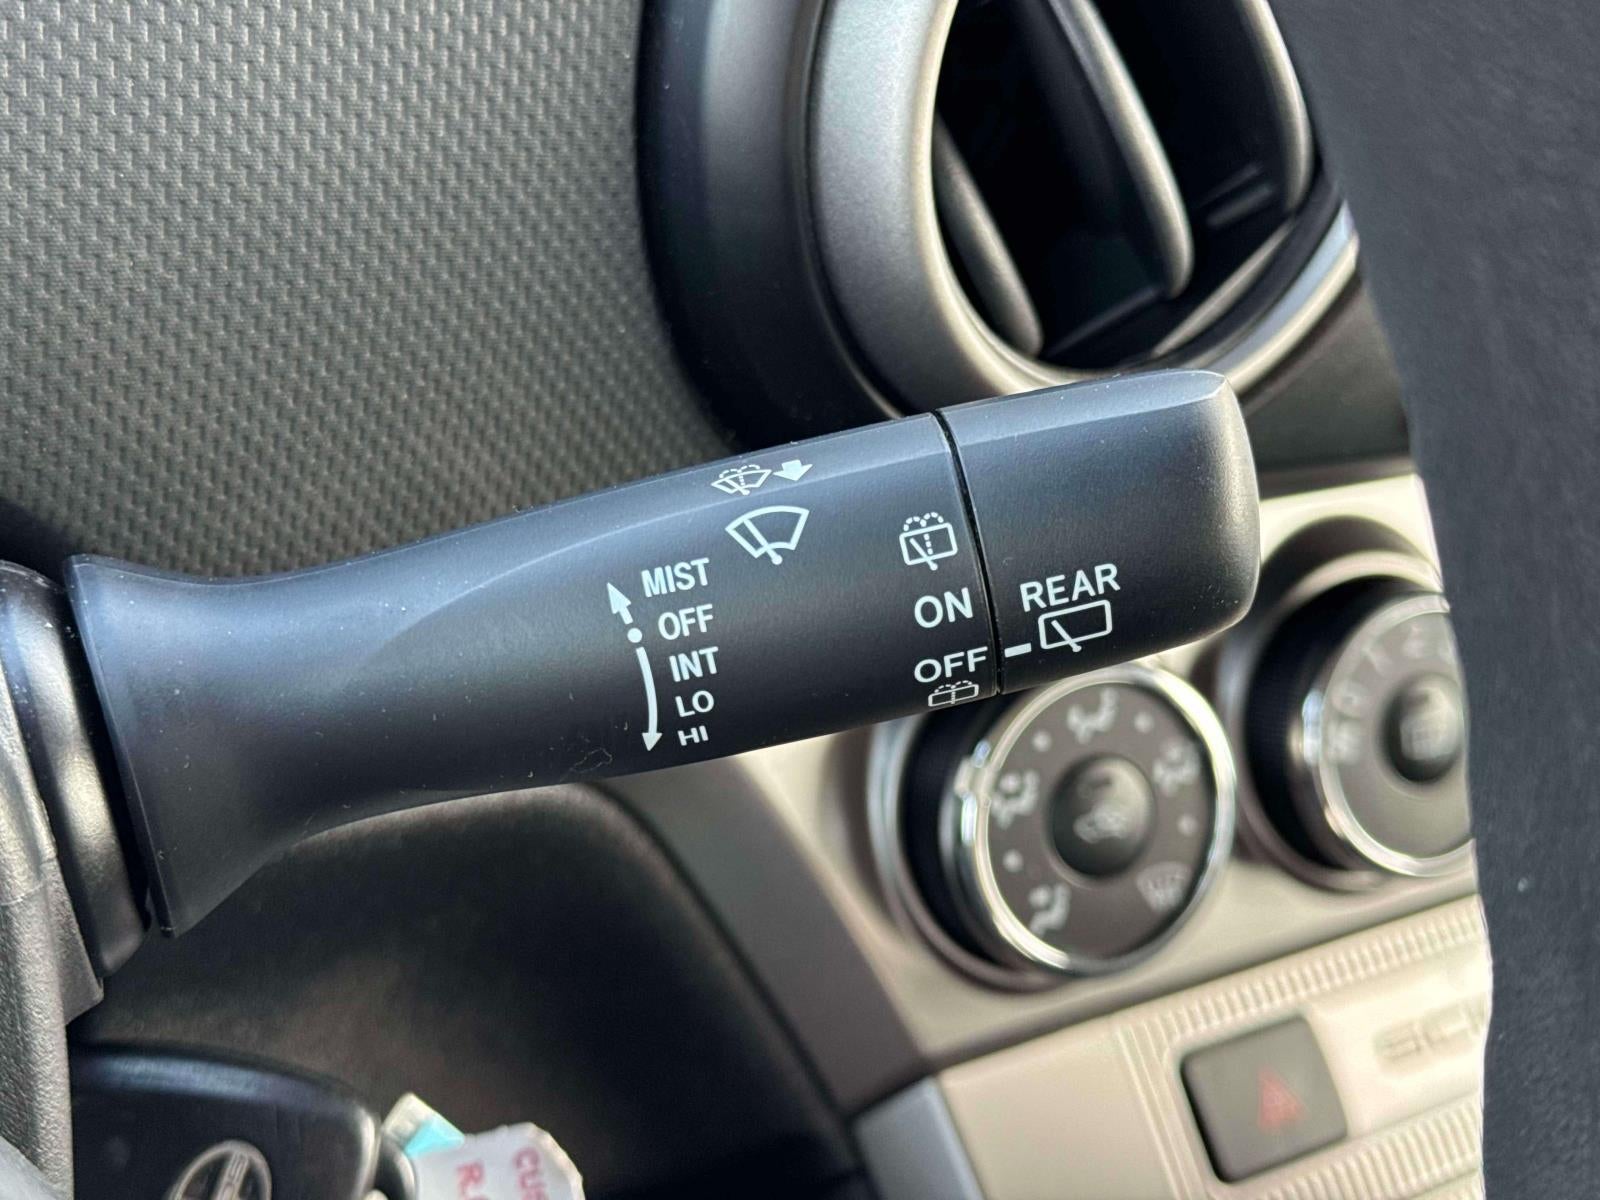 MIST
OFF
INT
LO
HI
ON
OFF
REAR